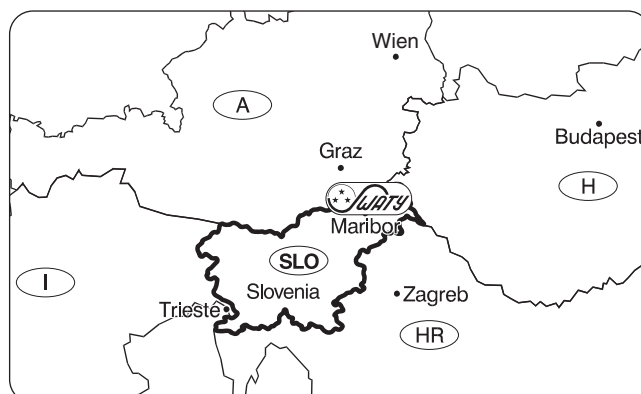 Wien
A
Budapest
Graz
H
SWATY
Maribor
SLO
I
Slovenia
Trieste
Zagreb
HR